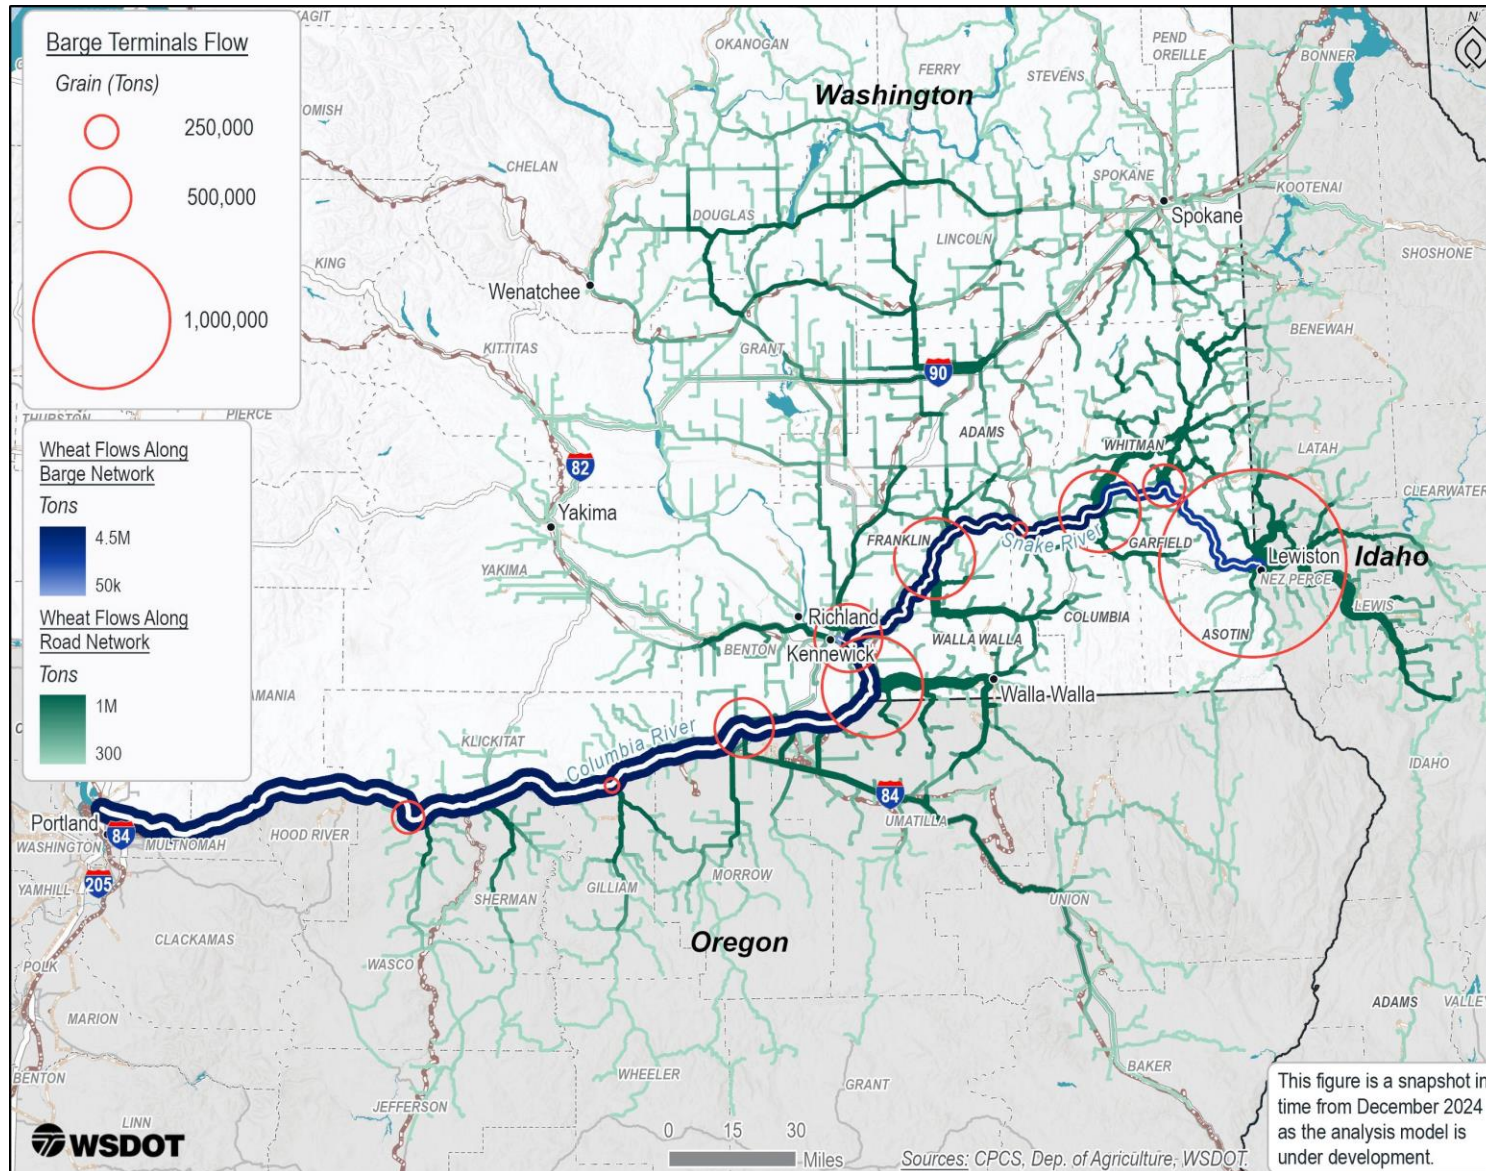 Barge Terminals Flow
Grain (Tons)
250,000
500,000
1,000,000
Wheat Flows Along
Barge Network
Tons
4.5M
50k
Wheat Flows Along
Road Network
Tons
1M
300
N
OKANOGAN
FERRY
STEVENS
PEND
OREILLE
BONNER
Washington
CHELAN
DOUGLAS
LINCOLN
SPOKANE
Spokane
KOOTENAI
SHOSHONE
KING
Wenatchee
BENEWAH
KITTITAS
GRANT
90
PIERCE
THURSTON
ADAMS
WHITMAN
LATAH
82
CLEARWATER
Yakima
FRANKLIN
Snake River
GARFIELD
Lewiston
Idaho
NEZ PERCE
YAKIMA
LEWIS
Richland
COLUMBIA
WALLA WALLA
ASOTIN
BENTON
Kennewick
Walla-Walla
AMANIA
KLICKITAT
Columbia River
IDAHO
84
UMATILLA
Portland
84
WASHINGTON
MULTNOMAH
HOOD RIVER
205
YAMHILL
SHERMAN
GILLIAM
MORROW
UNION
CLACKAMAS
Oregon
WASCO
POLK
MARION
ADAMS
VALLEY
BENTON
WHEELER
GRANT
BAKER
JEFFERSON
LINN
This figure is a snapshot in
time from December 2024
as the analysis model is
under development.
WSDOT
0 15 30
Miles
Sources: CPCS, Dep. of Agriculture, WSDOT.